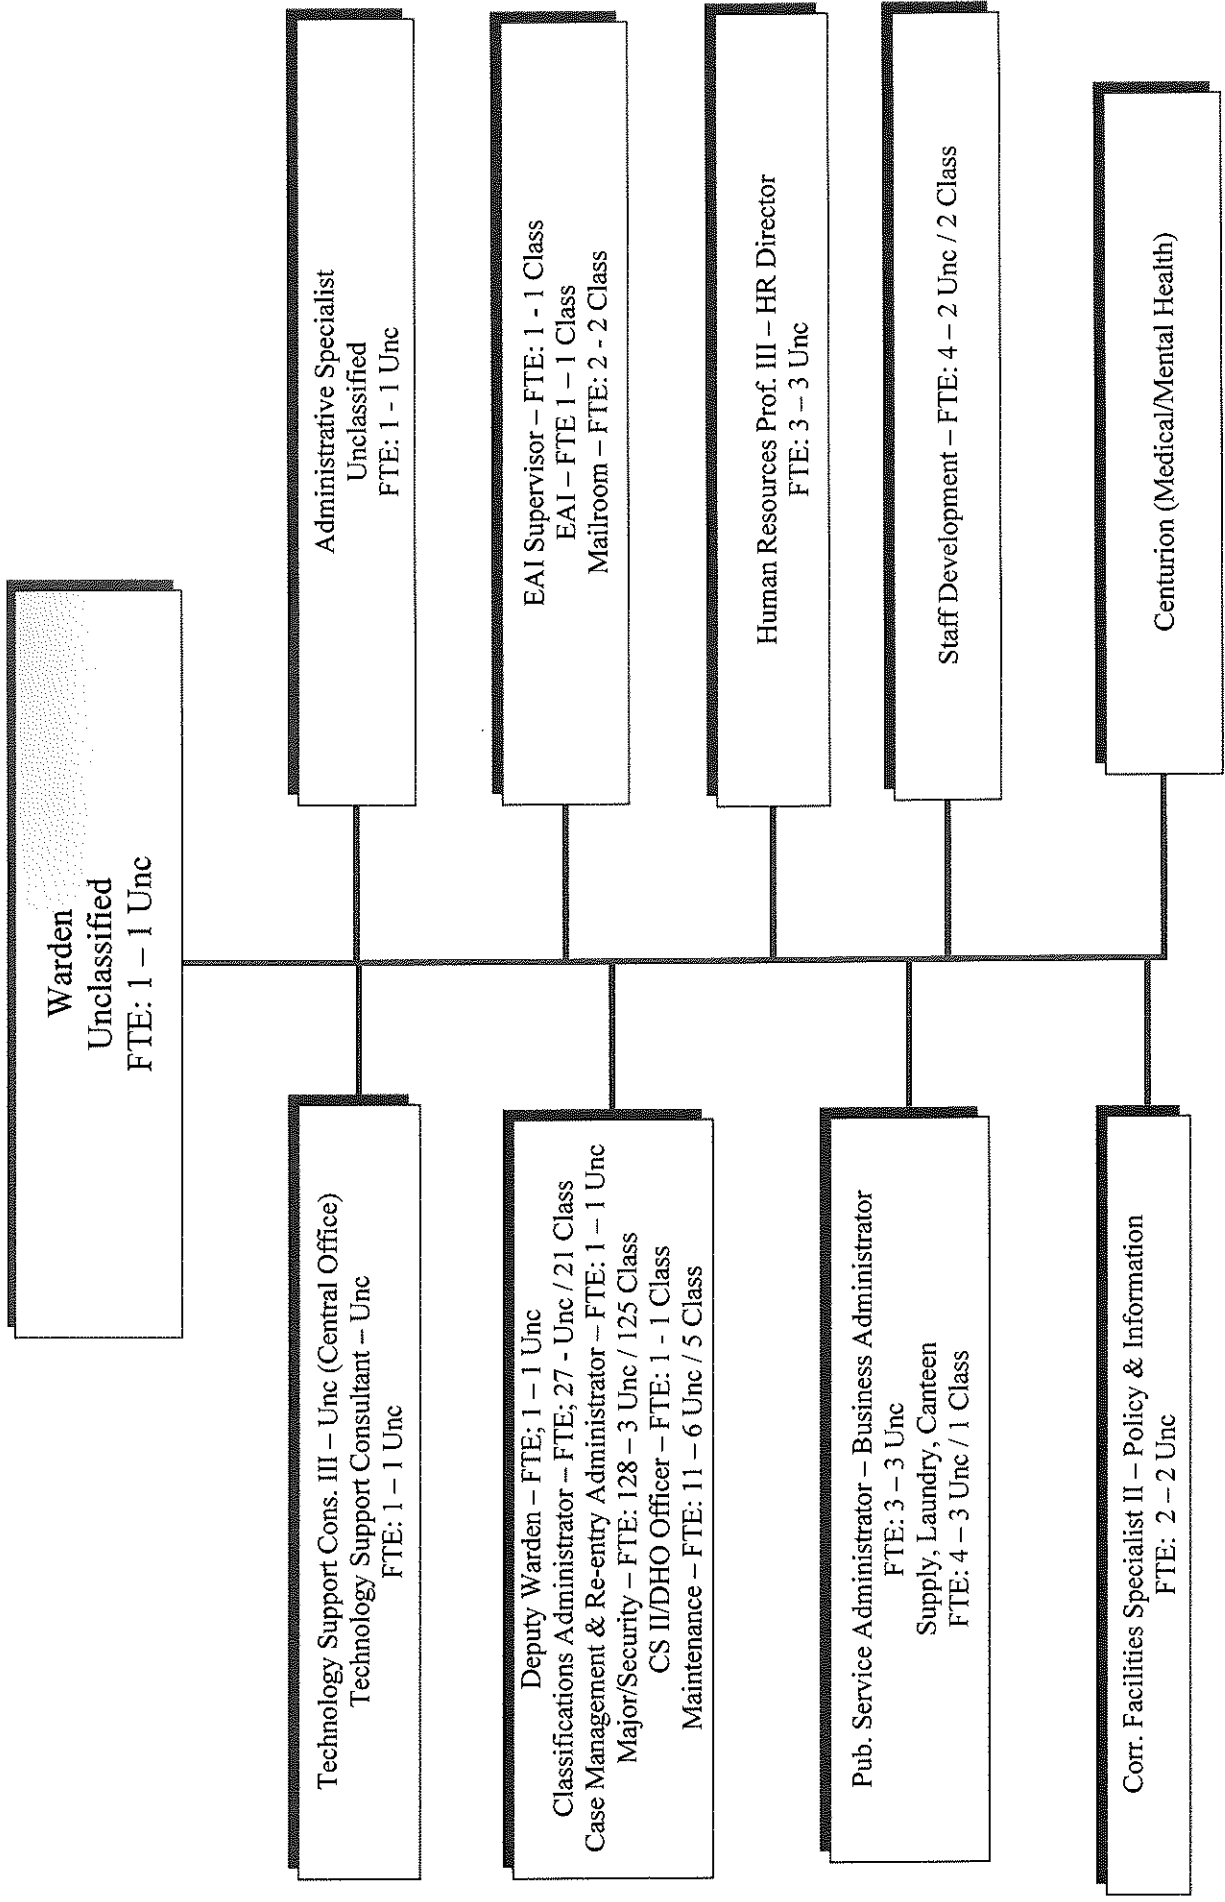 Warden
Unclassified
FTE: 1 – 1 Unc
Technology Support Cons. III – Unc (Central Office)
Technology Support Consultant – Unc
FTE: 1 – 1 Unc
Administrative Specialist
Unclassified
FTE: 1 - 1 Unc
Deputy Warden – FTE; 1 – 1 Unc
Classifications Administrator – FTE; 27 - Unc / 21 Class
Case Management & Re-entry Administrator – FTE: 1 – 1 Unc
Major/Security – FTE: 128 – 3 Unc / 125 Class
CS II/DHO Officer – FTE: 1 - 1 Class
Maintenance – FTE: 11 – 6 Unc / 5 Class
EAI Supervisor – FTE: 1 - 1 Class
EAI – FTE 1 – 1 Class
Mailroom – FTE: 2 - 2 Class
Pub. Service Administrator – Business Administrator
FTE: 3 – 3 Unc
Supply, Laundry, Canteen
FTE: 4 – 3 Unc / 1 Class
Human Resources Prof. III – HR Director
FTE: 3 – 3 Unc
Staff Development – FTE: 4 – 2 Unc / 2 Class
Corr. Facilities Specialist II – Policy & Information
FTE: 2 – 2 Unc
Centurion (Medical/Mental Health)